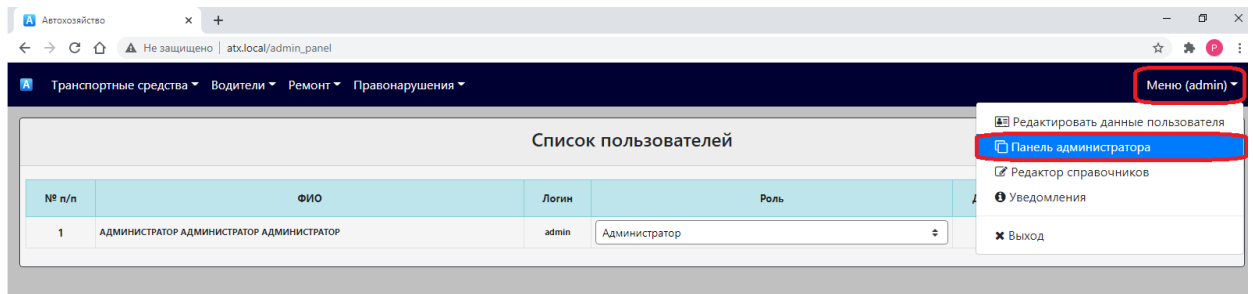 Автохозяйство
Не защищено | atx.local/admin_panel
P
A Транспортные средства Водители Ремонт Правонарушения Меню (admin)
Редактировать данные пользователя
Список пользователей
Панель администратора
Редактор справочников
№ п/п ФИО Логин Роль
Уведомления
1 АДМИНИСТРАТОР АДМИНИСТРАТОР АДМИНИСТРАТОР admin Администратор
Выход